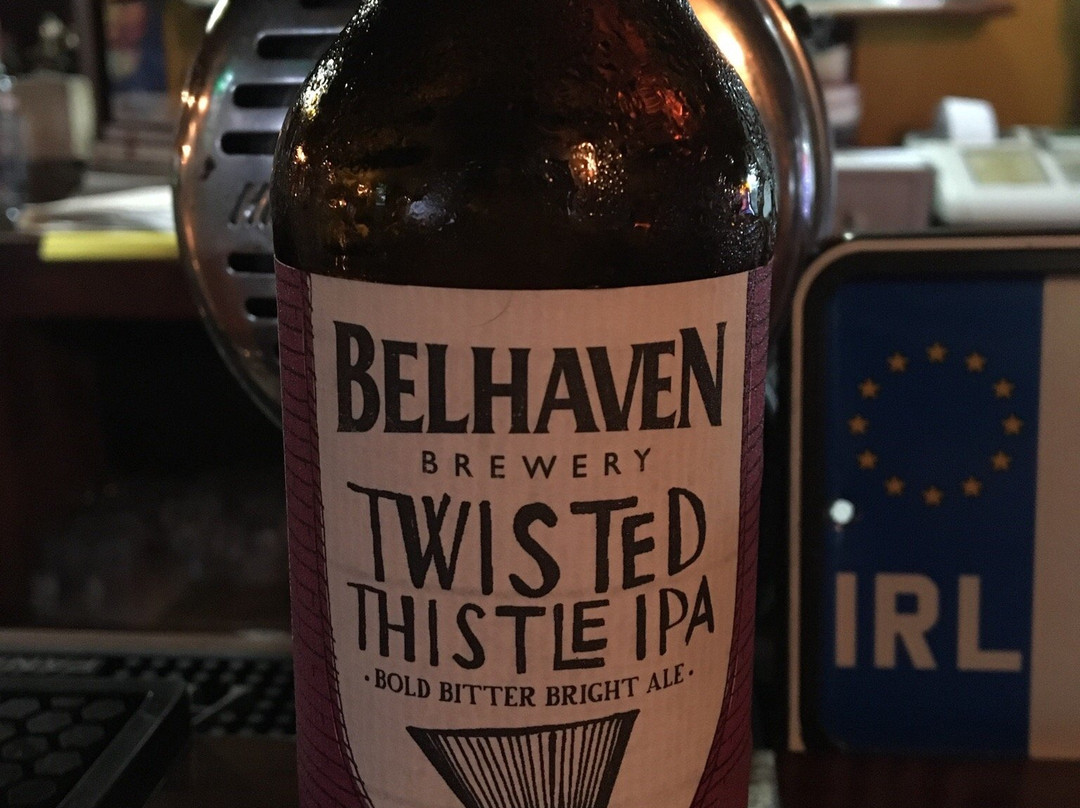 BELHAVEN
BREWERY
TWISTED
THISTLE IPA
·BOLD BITTER BRIGHT ALE·
IRL